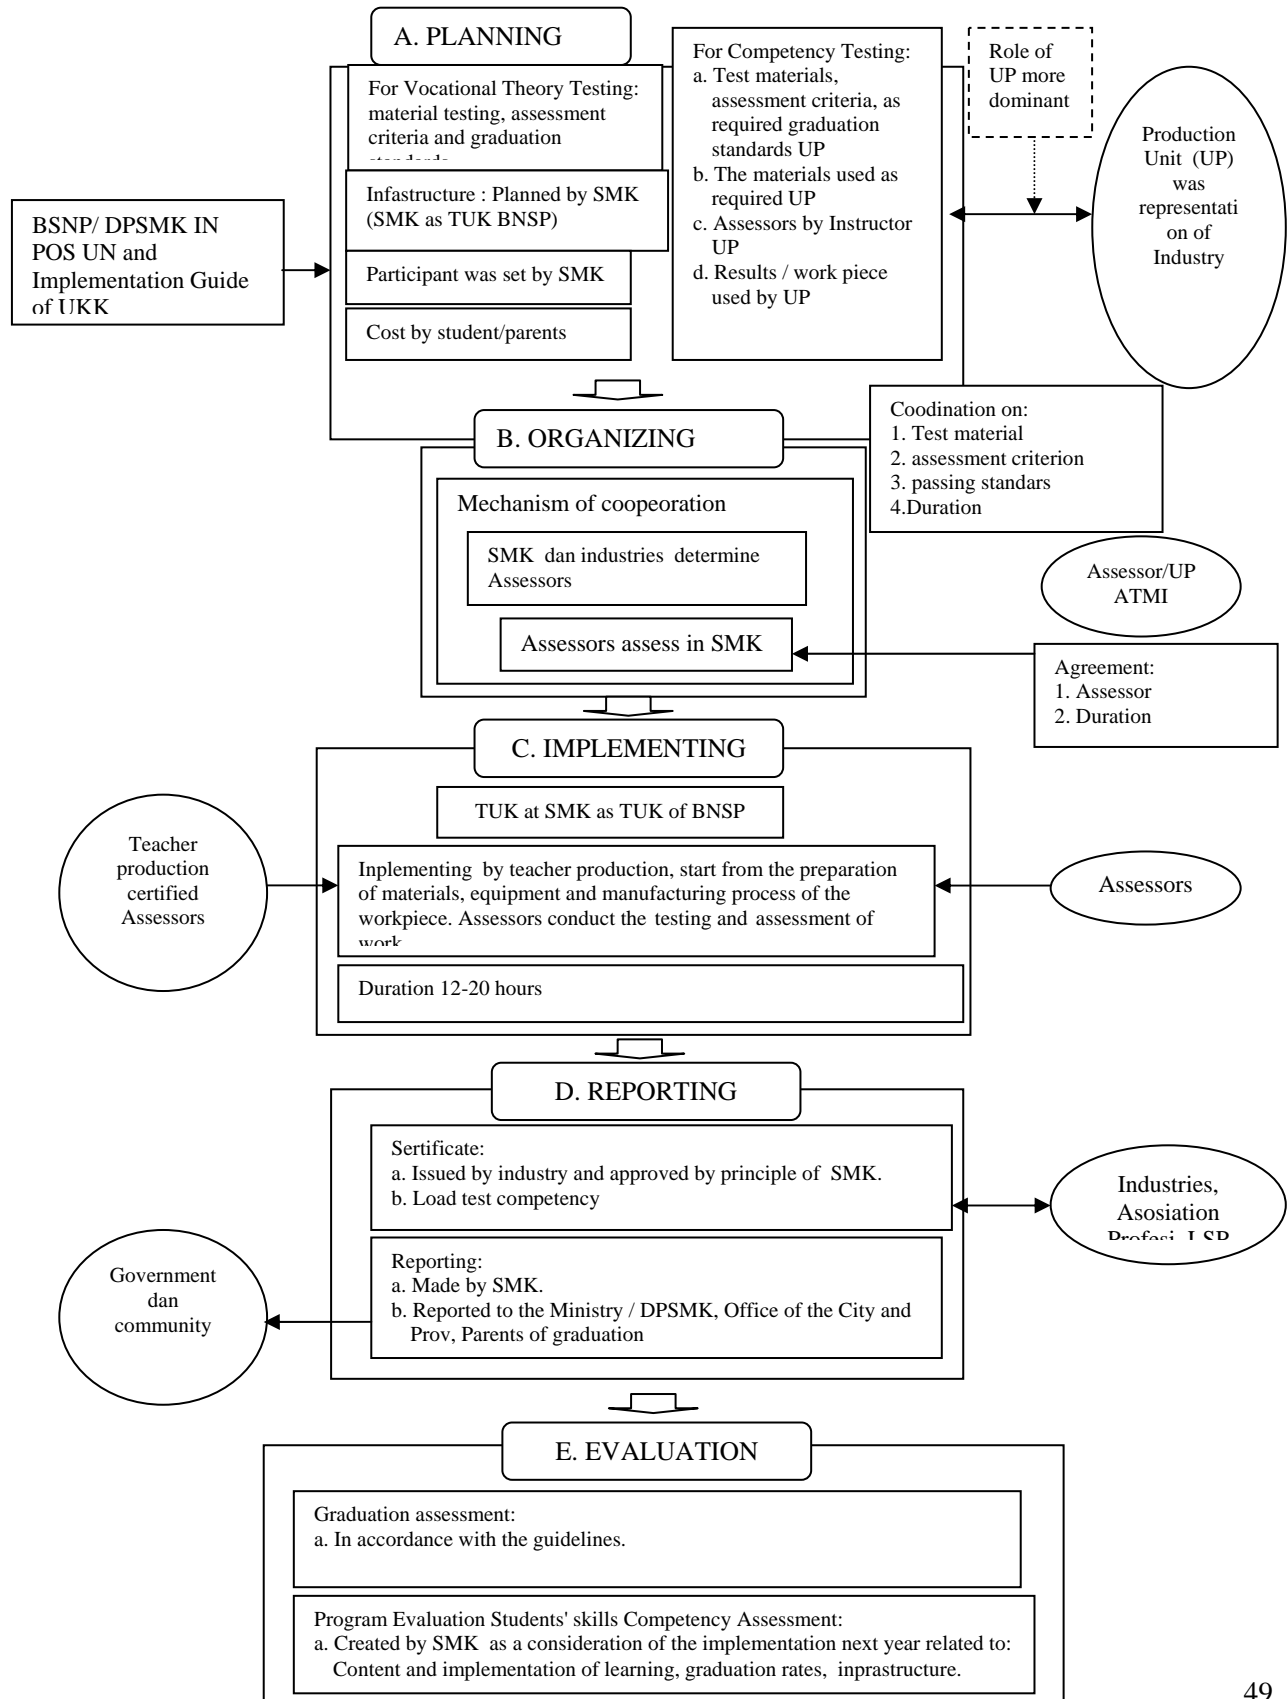 A. PLANNING
For Vocational Theory Testing:
material testing, assessment
criteria and graduation
standards
Infastructure : Planned by SMK
(SMK as TUK BNSP)
Participant was set by SMK
Cost by student/parents
For Competency Testing:
a. Test materials,
assessment criteria, as
required graduation
standards UP
b. The materials used as
required UP
c. Assessors by Instructor
UP
d. Results / work piece
used by UP
Role of
UP more
dominant
Production
Unit (UP)
was
representati
on of
Industry
BSNP/ DPSMK IN
POS UN and
Implementation Guide
of UKK
B. ORGANIZING
Coodination on:
1. Test material
2. assessment criterion
3. passing standars
4.Duration
Mechanism of coopeoration
SMK dan industries determine
Assessors
Assessors assess in SMK
Assessor/UP
ATMI
Agreement:
1. Assessor
2. Duration
C. IMPLEMENTING
TUK at SMK as TUK of BNSP
Teacher
production
certified
Assessors
Inplementing by teacher production, start from the preparation
of materials, equipment and manufacturing process of the
workpiece. Assessors conduct the testing and assessment of
work
Assessors
Duration 12-20 hours
D. REPORTING
Sertificate:
a. Issued by industry and approved by principle of SMK.
b. Load test competency
Industries,
Asosiation
Profesi, LSP
Reporting:
a. Made by SMK.
b. Reported to the Ministry / DPSMK, Office of the City and
Prov, Parents of graduation
Government
dan
community
E. EVALUATION
Graduation assessment:
a. In accordance with the guidelines.
Program Evaluation Students' skills Competency Assessment:
a. Created by SMK as a consideration of the implementation next year related to:
Content and implementation of learning, graduation rates, inprastructure.
49